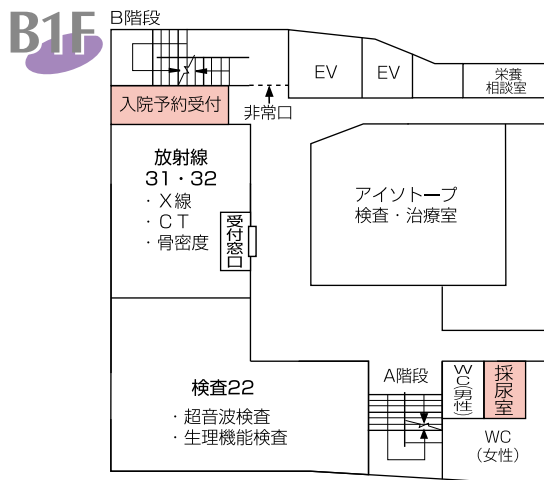 B1F
B階段
EV
EV
栄養
相談室
入院予約受付
非常口
放射線
31・32
・X線
・CT
・骨密度
受付窓口
アイソトープ
検査・治療室
検査22
・超音波検査
・生理機能検査
A階段
WC(男性)
採尿室
WC
(女性)